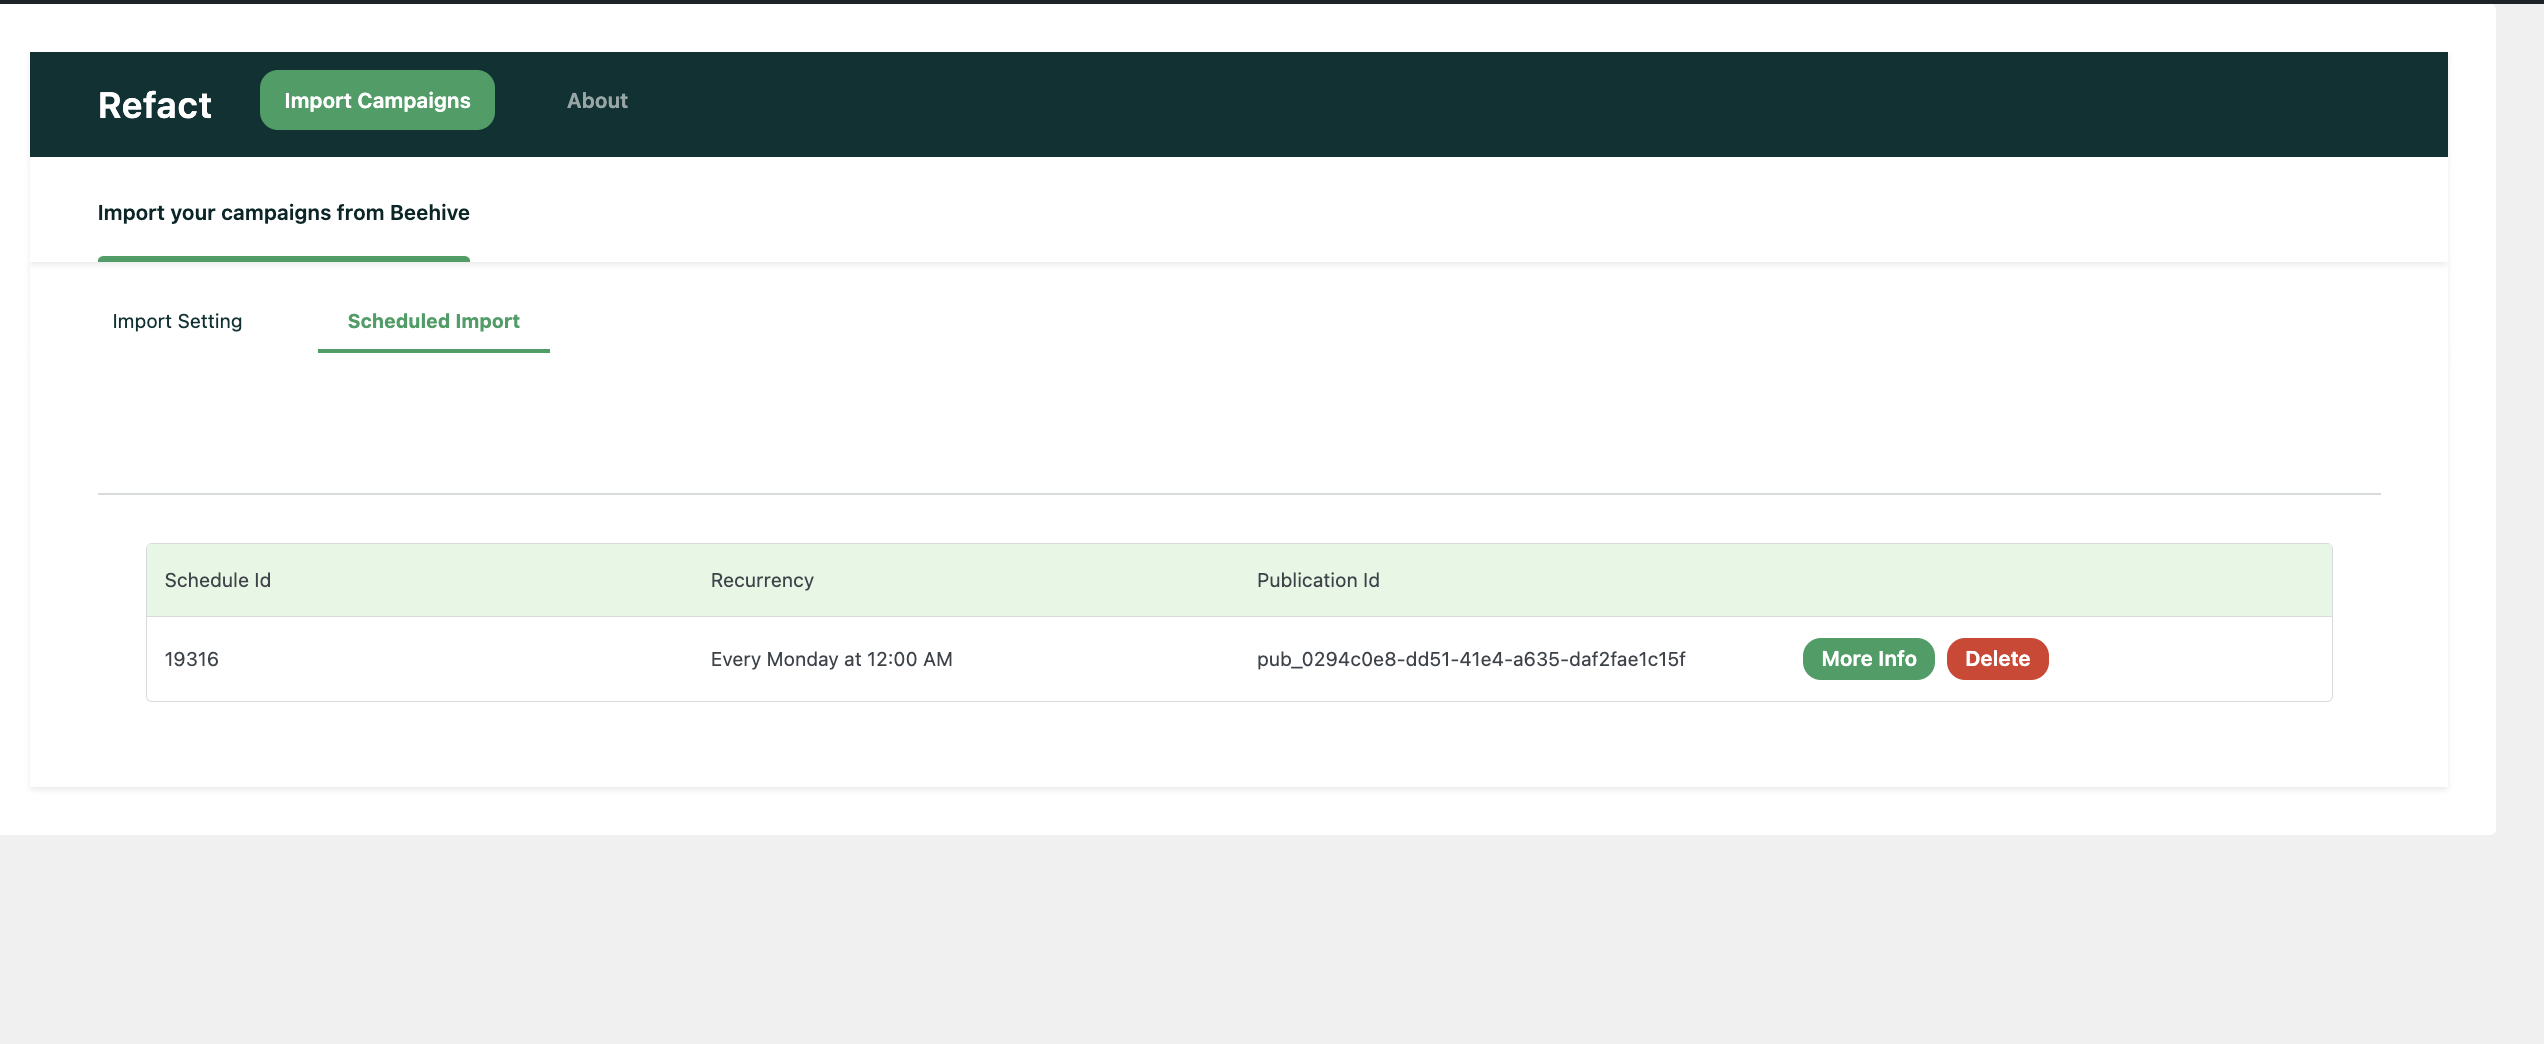 Refact
Import Campaigns
About
Import your campaigns from Beehive
Import Setting
Scheduled Import
Schedule Id
Recurrency
Publication Id
19316
Every Monday at 12:00 AM
pub_0294c0e8-dd51-41e4-a635-daf2fae1c15f
More Info
Delete